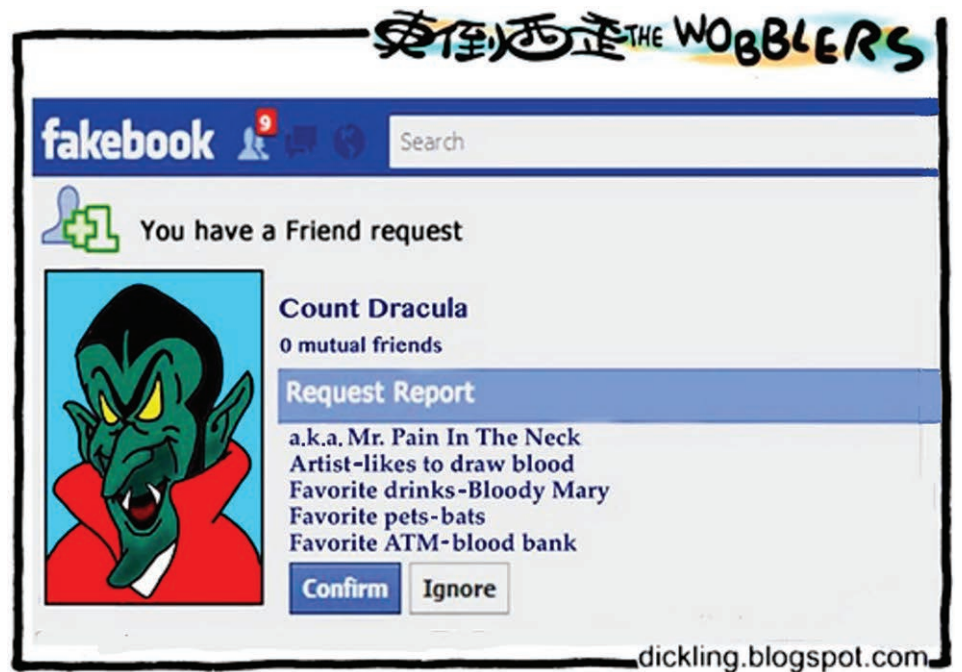 東倒西歪 THE WOBBLERS
fakebook 9 Search
+1 You have a Friend request
Count Dracula
0 mutual friends
Request Report
a.k.a. Mr. Pain In The Neck
Artist-likes to draw blood
Favorite drinks-Bloody Mary
Favorite pets-bats
Favorite ATM-blood bank
Confirm Ignore
dickling.blogspot.com